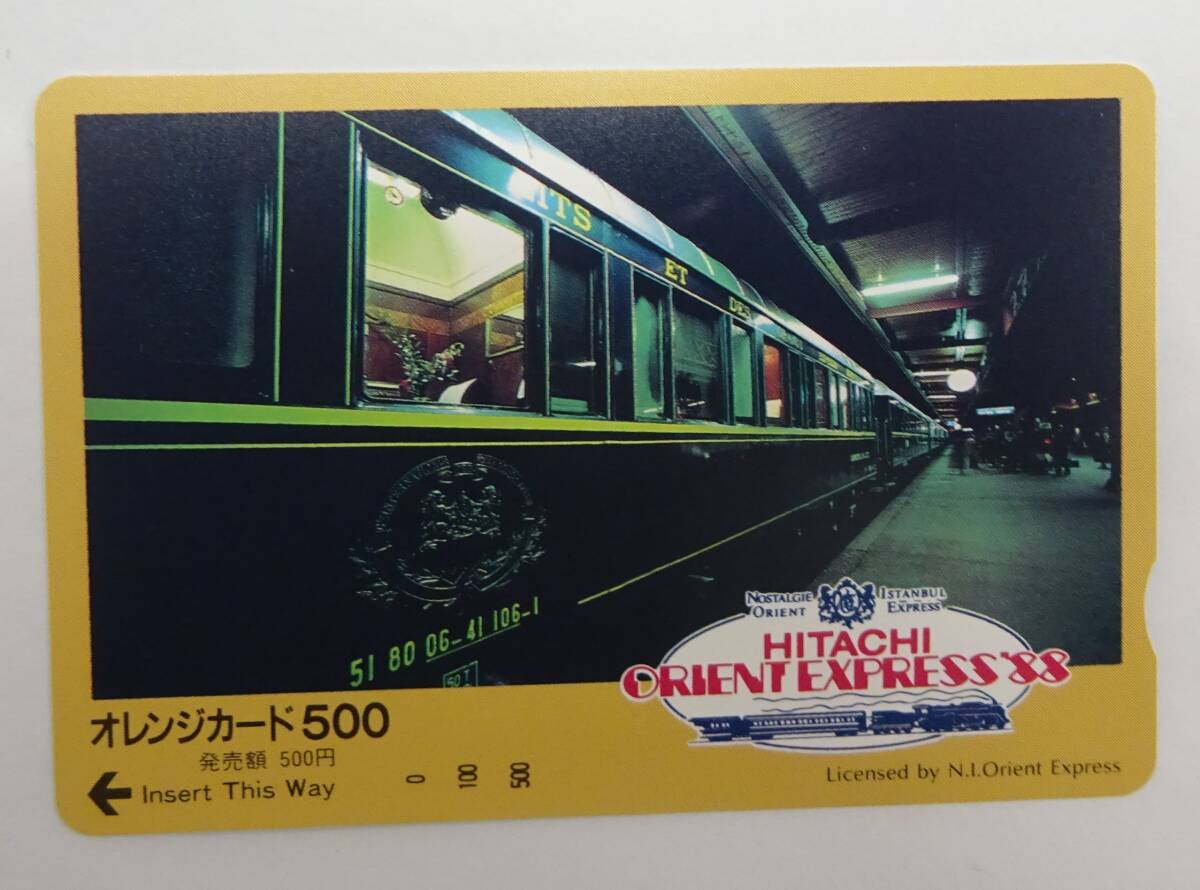 ITS ET DES
51 80 06-41 106-1
50 T
NOSTALGIE ISTANBUL
ORIENT EXPRESS
HITACHI
ORIENT EXPRESS '88
オレンジカード500
発売額 500円
← Insert This Way
0 100 500
Licensed by N.I.Orient Express